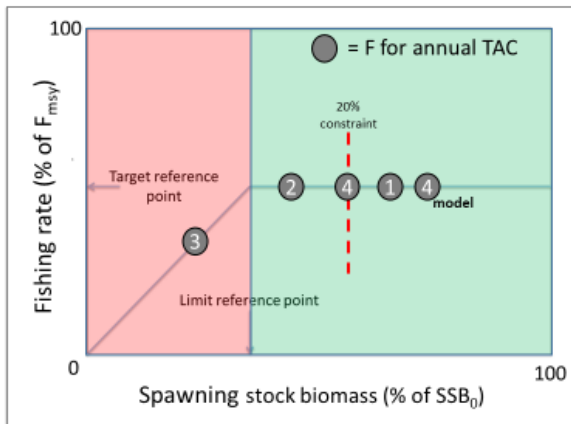 100
= F for annual TAC
20%
constraint
Fishing rate (% of Fmsy)
Target reference
point
2
4
1
4
model
3
Limit reference point
0
100
Spawning stock biomass (% of SSB0)